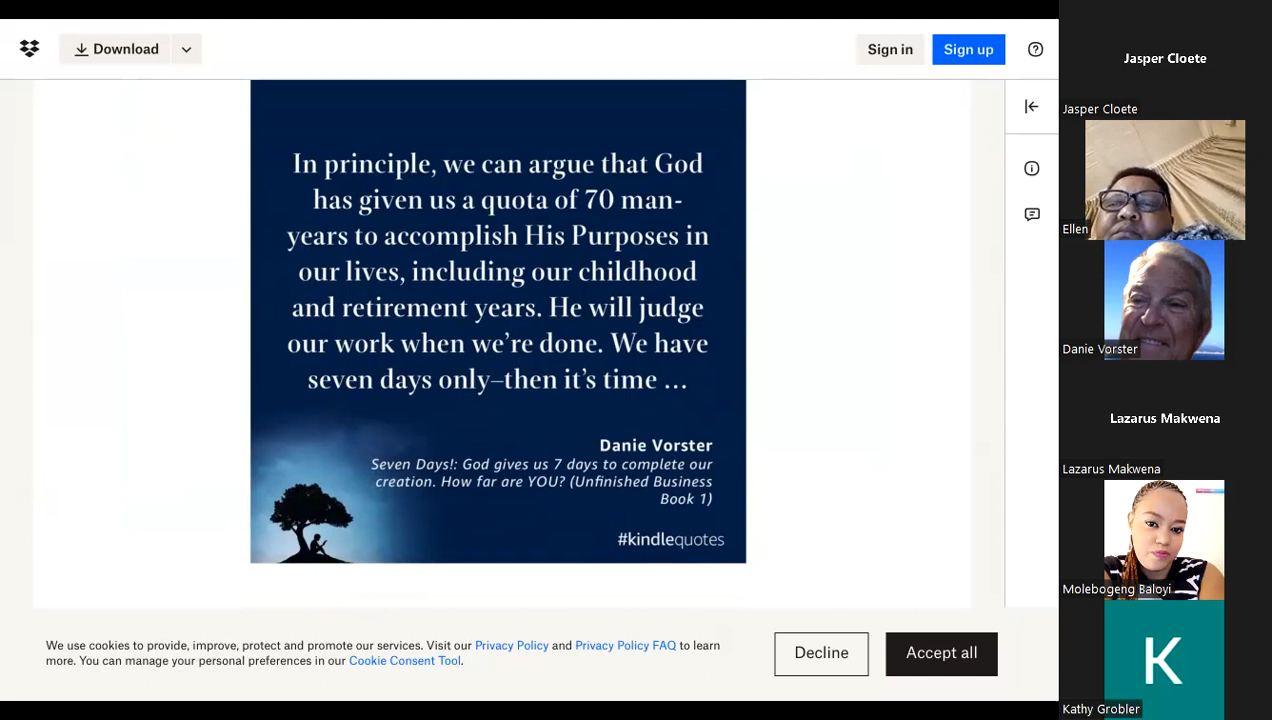 Download
Sign in
Sign up
In principle, we can argue that God
has given us a quota of 70 man-
years to accomplish His Purposes in
our lives, including our childhood
and retirement years. He will judge
our work when we're done. We have
seven days only–then it's time ...
Danie Vorster
Seven Days!: God gives us 7 days to complete our
creation. How far are YOU? (Unfinished Business
Book 1)
#kindlequotes
We use cookies to provide, improve, protect and promote our services. Visit our Privacy Policy and Privacy Policy FAQ to learn
more. You can manage your personal preferences in our Cookie Consent Tool.
Decline
Accept all
Jasper Cloete
Jasper Cloete
Ellen
Danie Vorster
Lazarus Makwena
Lazarus Makwena
Molebogeng Baloyi
K
Kathy Grobler